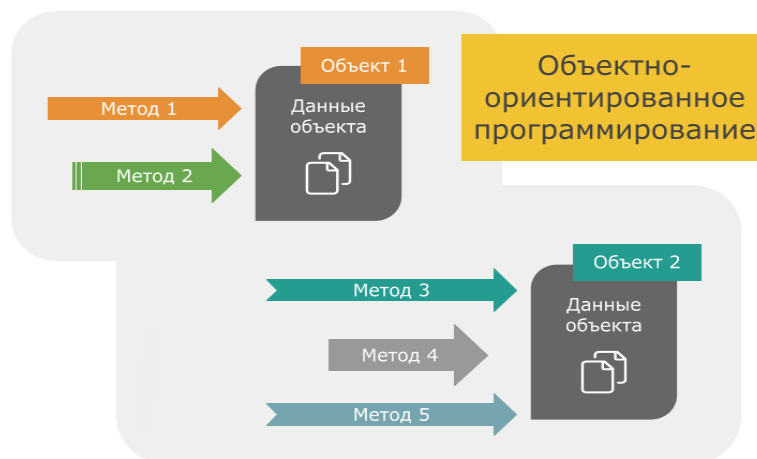 Объект 1
Объектно-
ориентированное
программирование
Данные
объекта
Метод 1
Метод 2
Объект 2
Метод 3
Данные
объекта
Метод 4
Метод 5